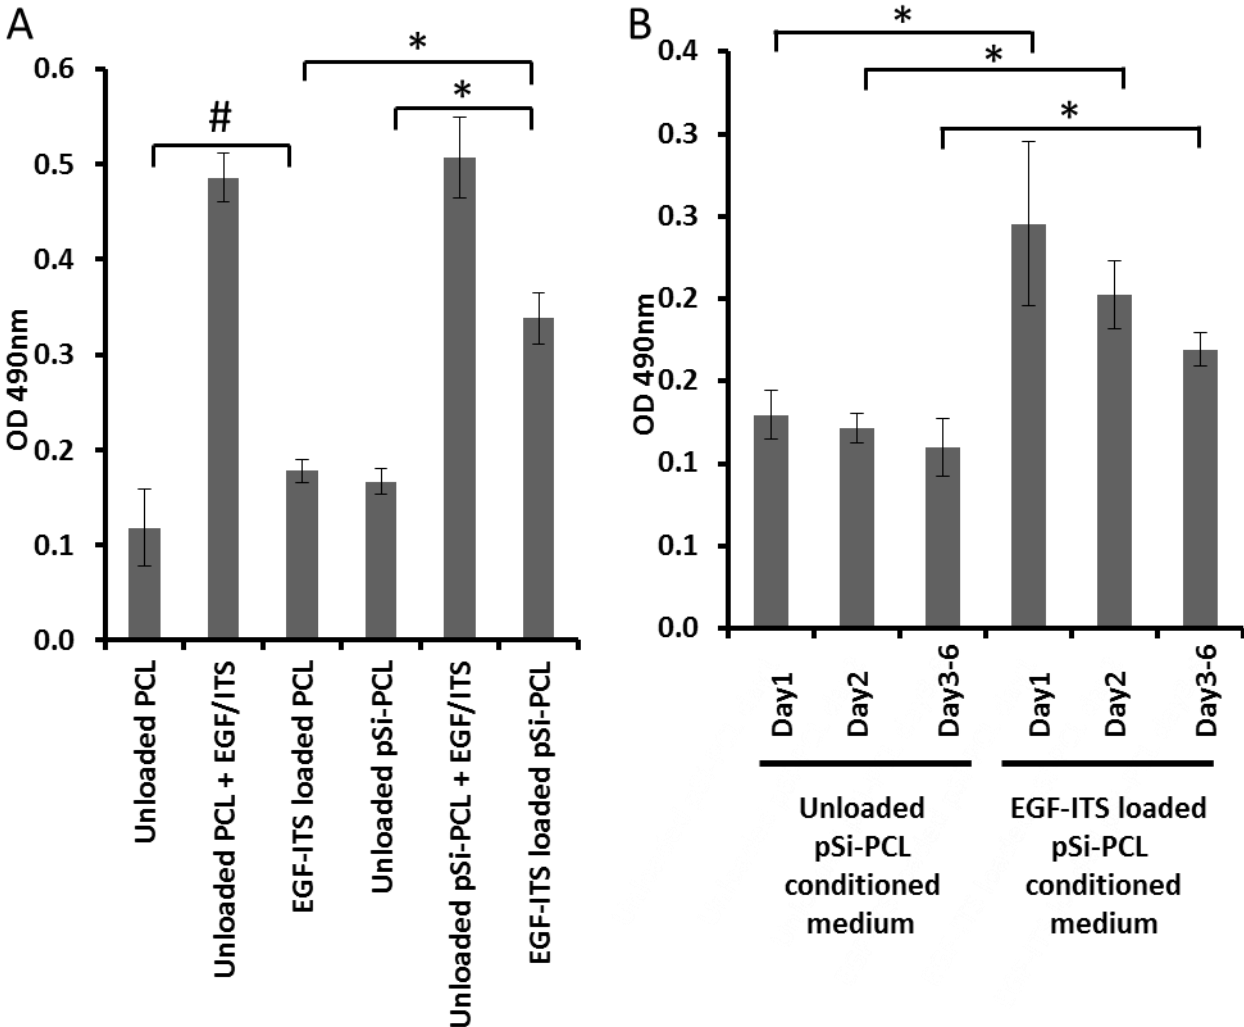 A
#
*
*
0.6
0.5
0.4
0.3
0.2
0.1
0.0
OD 490nm
Unloaded PCL
Unloaded PCL + EGF/ITS
EGF-ITS loaded PCL
Unloaded pSi-PCL
Unloaded pSi-PCL + EGF/ITS
EGF-ITS loaded pSi-PCL
B
*
*
*
0.4
0.3
0.3
0.2
0.2
0.1
0.1
0.0
OD 490nm
Day1
Day2
Day3-6
Day1
Day2
Day3-6
Unloaded
pSi-PCL
conditioned
medium
EGF-ITS loaded
pSi-PCL
conditioned
medium